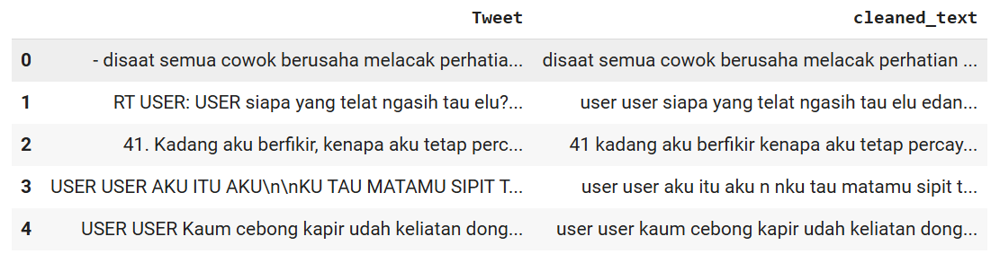 Tweet cleaned_text
0 - disaat semua cowok berusaha melacak perhatia... disaat semua cowok berusaha melacak perhatian ...
1 RT USER: USER siapa yang telat ngasih tau elu?... user user siapa yang telat ngasih tau elu edan...
2 41. Kadang aku berfikir, kenapa aku tetap perc... 41 kadang aku berfikir kenapa aku tetap percay...
3 USER USER AKU ITU AKU\n\nKU TAU MATAMU SIPIT T... user user aku itu aku n nku tau matamu sipit t...
4 USER USER Kaum cebong kapir udah keliatan dong... user user kaum cebong kapir udah keliatan dong...